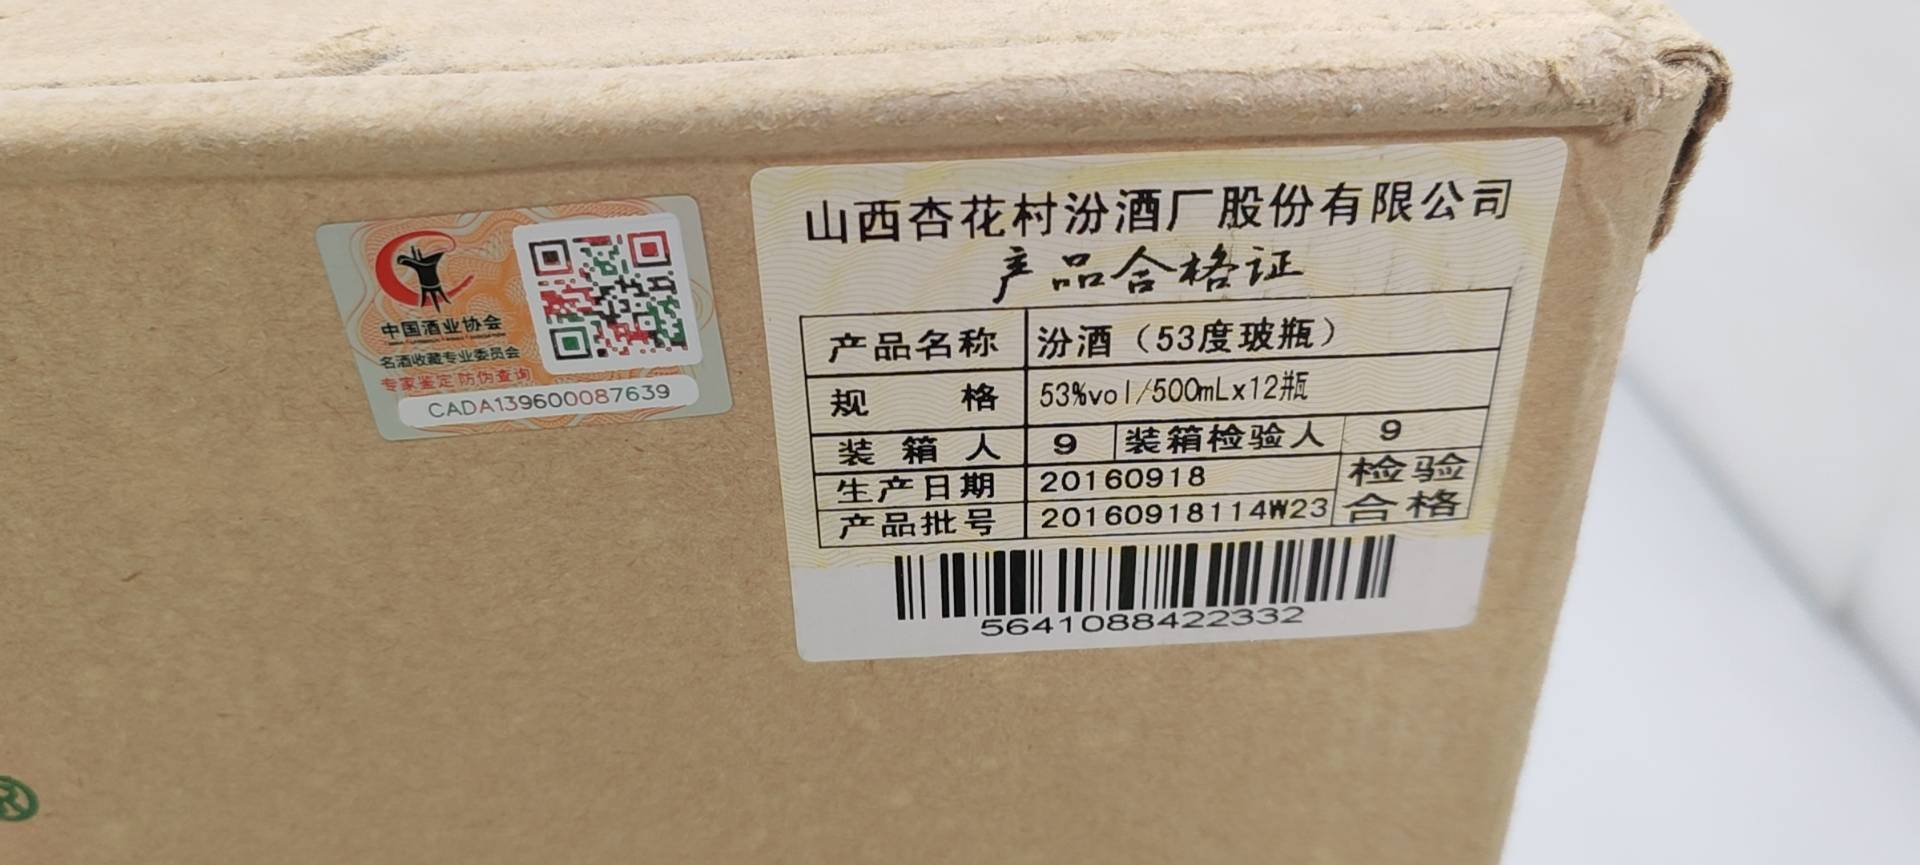 中国酒业协会
名酒收藏专业委员会
专家鉴定 防伪查询
CADA139600087639
山西杏花村汾酒厂股份有限公司
产品合格证
产品名称 汾酒（53度玻瓶）
规 格 53%vol/500mLx12瓶
装 箱 人 9 装箱检验人 9
生产日期 20160918 检验
产品批号 20160918114W23 合格
5641088422332
®